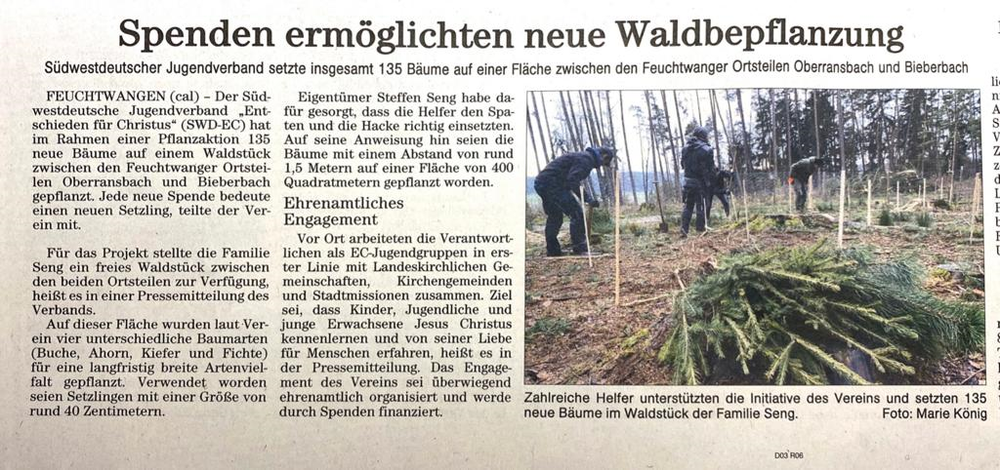 Spenden ermöglichten neue Waldbepflanzung
Südwestdeutscher Jugendverband setzte insgesamt 135 Bäume auf einer Fläche zwischen den Feuchtwanger Ortsteilen Oberransbach und Bieberbach
FEUCHTWANGEN (cal) – Der Süd-
westdeutsche Jugendverband „Ent-
schieden für Christus“ (SWD-EC) hat
im Rahmen einer Pflanzaktion 135
neue Bäume auf einem Waldstück
zwischen den Feuchtwanger Ortstei-
len Oberransbach und Bieberbach
gepflanzt. Jede neue Spende bedeute
einen neuen Setzling, teilte der Ver-
ein mit.
Für das Projekt stellte die Familie
Seng ein freies Waldstück zwischen
den beiden Ortsteilen zur Verfügung,
heißt es in einer Pressemitteilung des
Verbands.
Auf dieser Fläche wurden laut Ver-
ein vier unterschiedliche Baumarten
(Buche, Ahorn, Kiefer und Fichte)
für eine langfristig breite Artenviel-
falt gepflanzt. Verwendet worden
seien Setzlingen mit einer Größe von
rund 40 Zentimetern.
Eigentümer Steffen Seng habe da-
für gesorgt, dass die Helfer den Spa-
ten und die Hacke richtig einsetzten.
Auf seine Anweisung hin seien die
Bäume mit einem Abstand von rund
1,5 Metern auf einer Fläche von 400
Quadratmetern gepflanzt worden.
Ehrenamtliches
Engagement
Vor Ort arbeiteten die Verantwort-
lichen als EC-Jugendgruppen in ers-
ter Linie mit Landeskirchlichen Ge-
meinschaften, Kirchengemeinden
und Stadtmissionen zusammen. Ziel
sei, dass Kinder, Jugendliche und
junge Erwachsene Jesus Christus
kennenlernen und von seiner Liebe
für Menschen erfahren, heißt es in
der Pressemitteilung. Das Engage-
ment des Vereins sei überwiegend
ehrenamtlich organisiert und werde
durch Spenden finanziert.
Zahlreiche Helfer unterstützten die Initiative des Vereins und setzten 135
neue Bäume im Waldstück der Familie Seng. Foto: Marie König
D03 R06